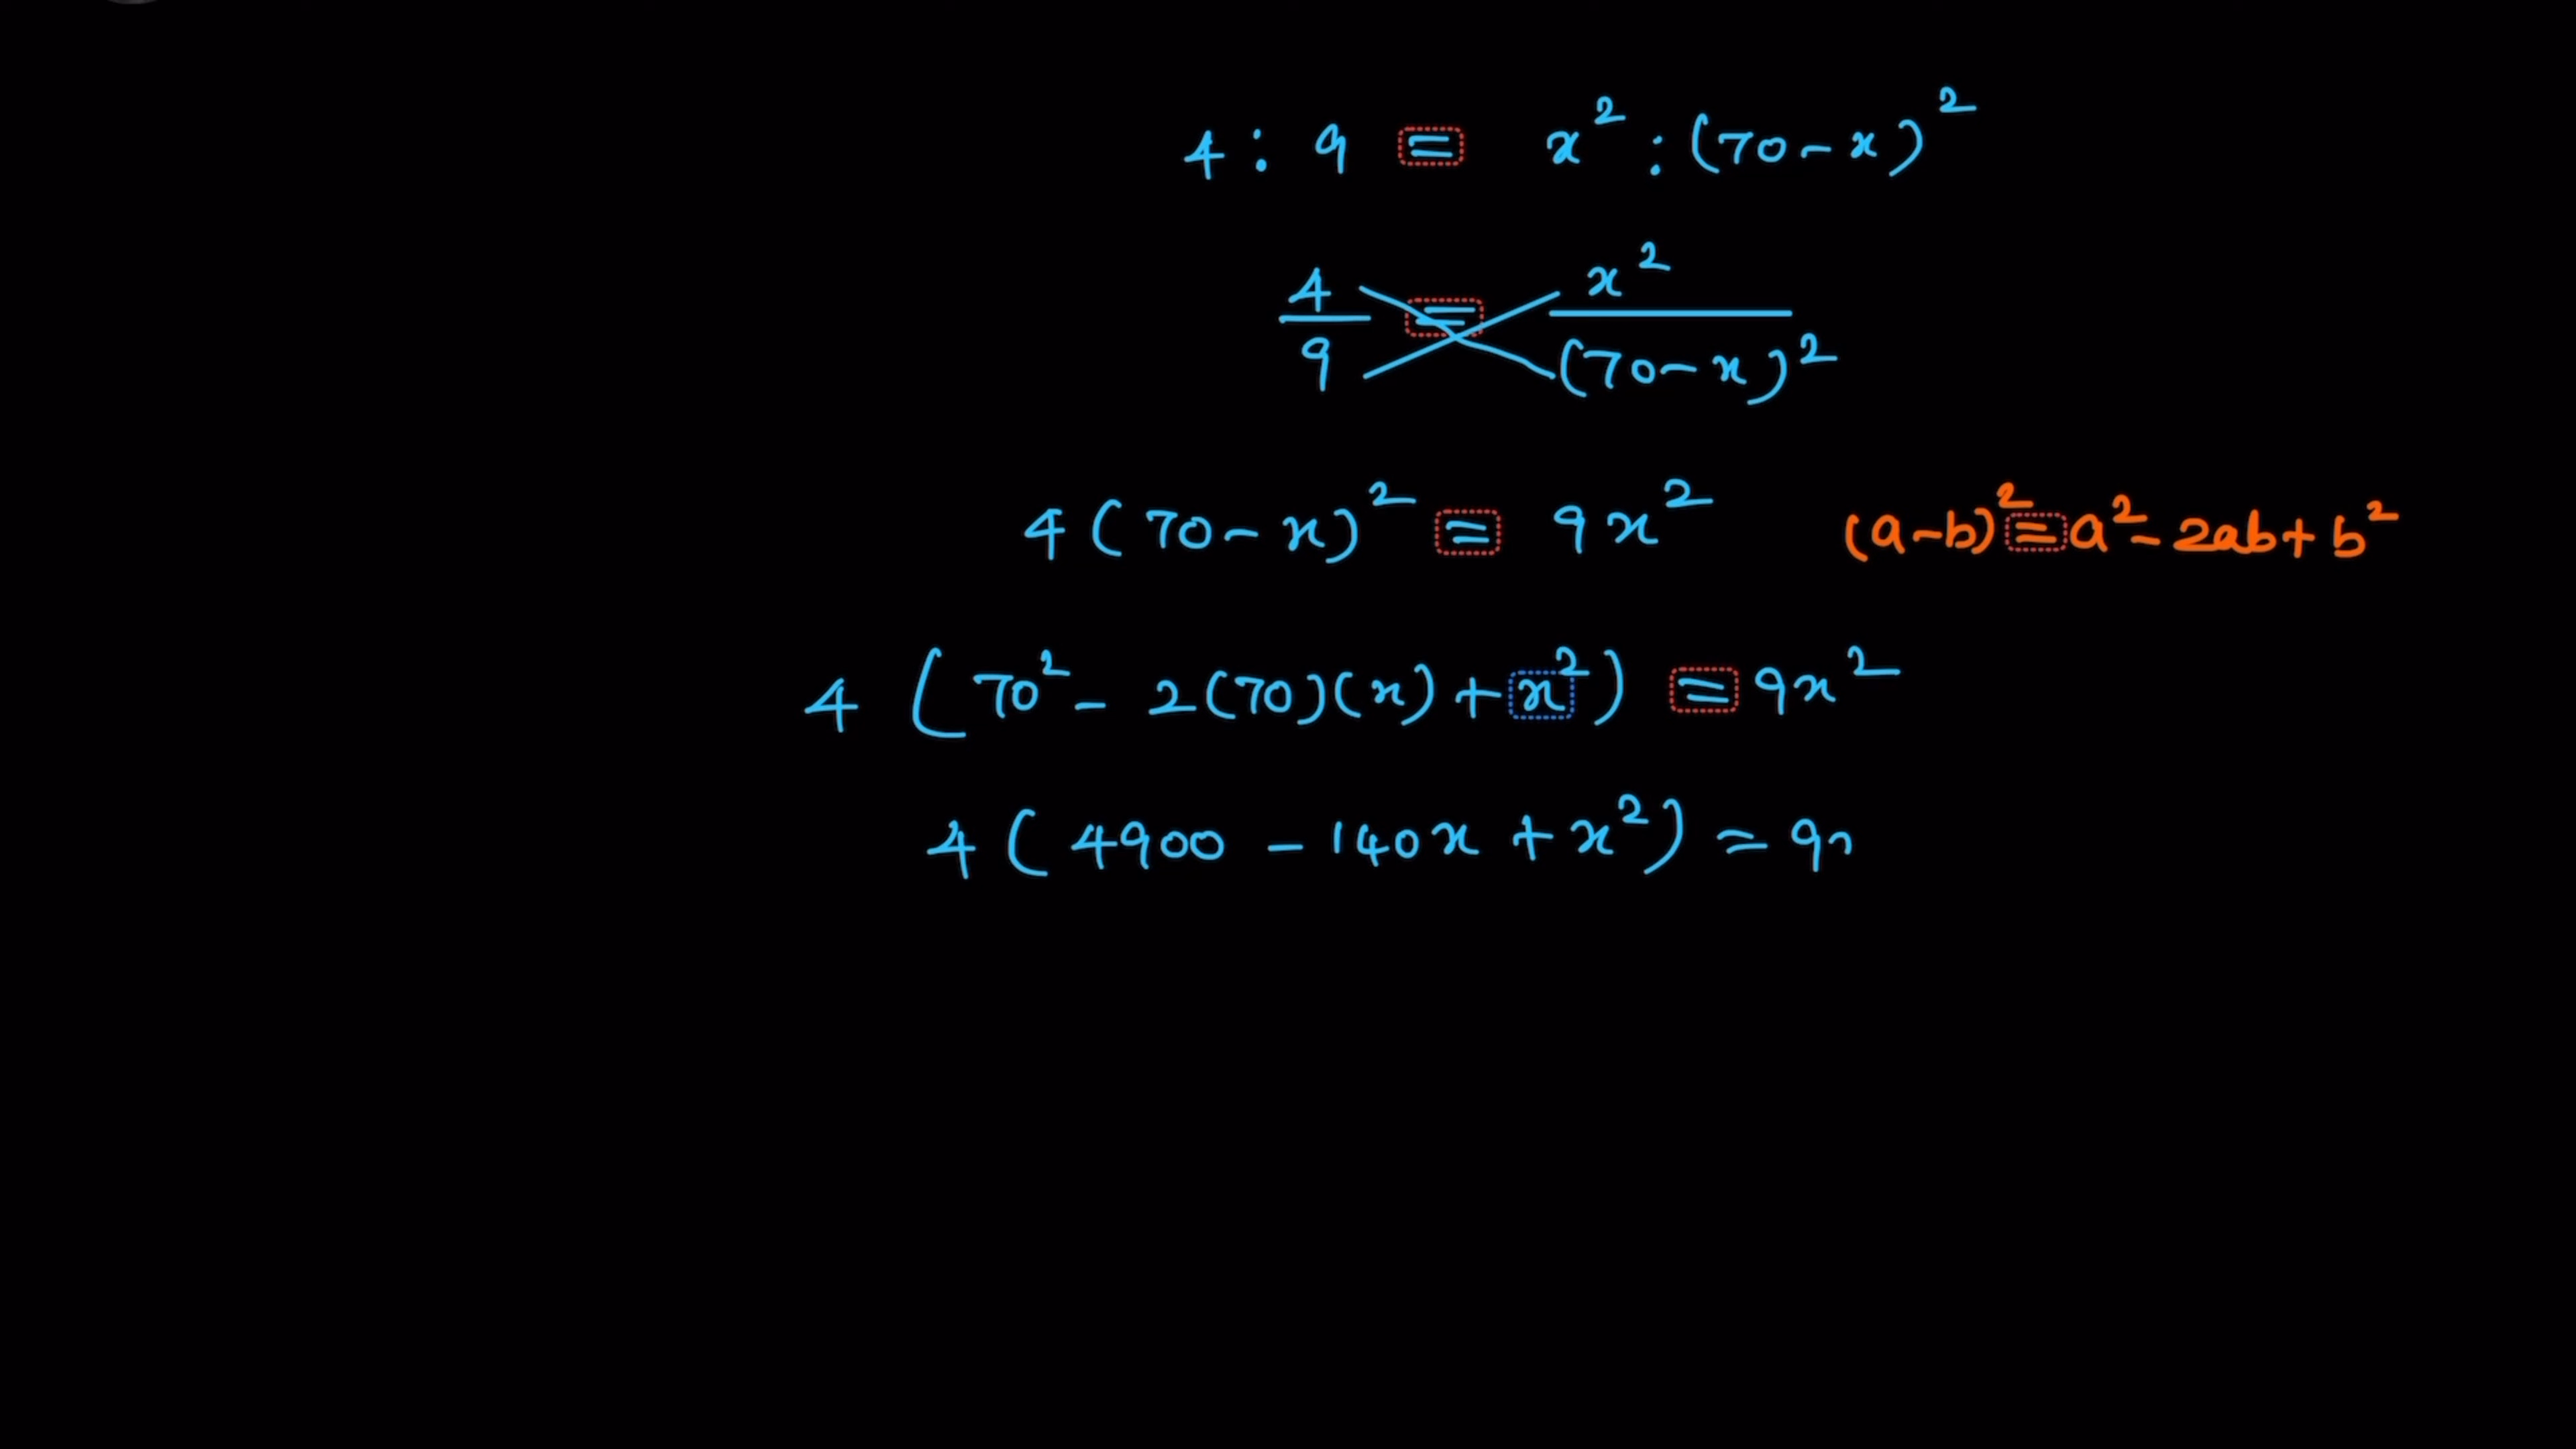 4 : 9 = x² : (70 - x)²
4/9 = x²/(70 - x)²
4 (70 - x)² = 9x²
(a-b)² = a² - 2ab + b²
4 (70² - 2(70)(x) + x²) = 9x²
4 (4900 - 140x + x²) = 9